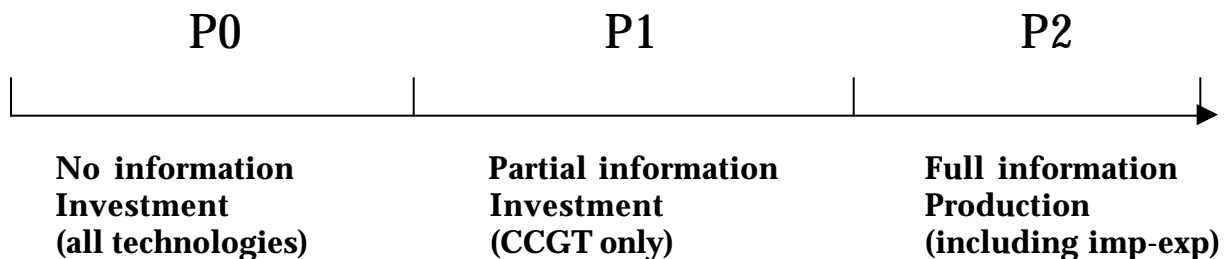 P0 P1 P2
No information Partial information Full information
Investment Investment Production
(all technologies) (CCGT only) (including imp-exp)